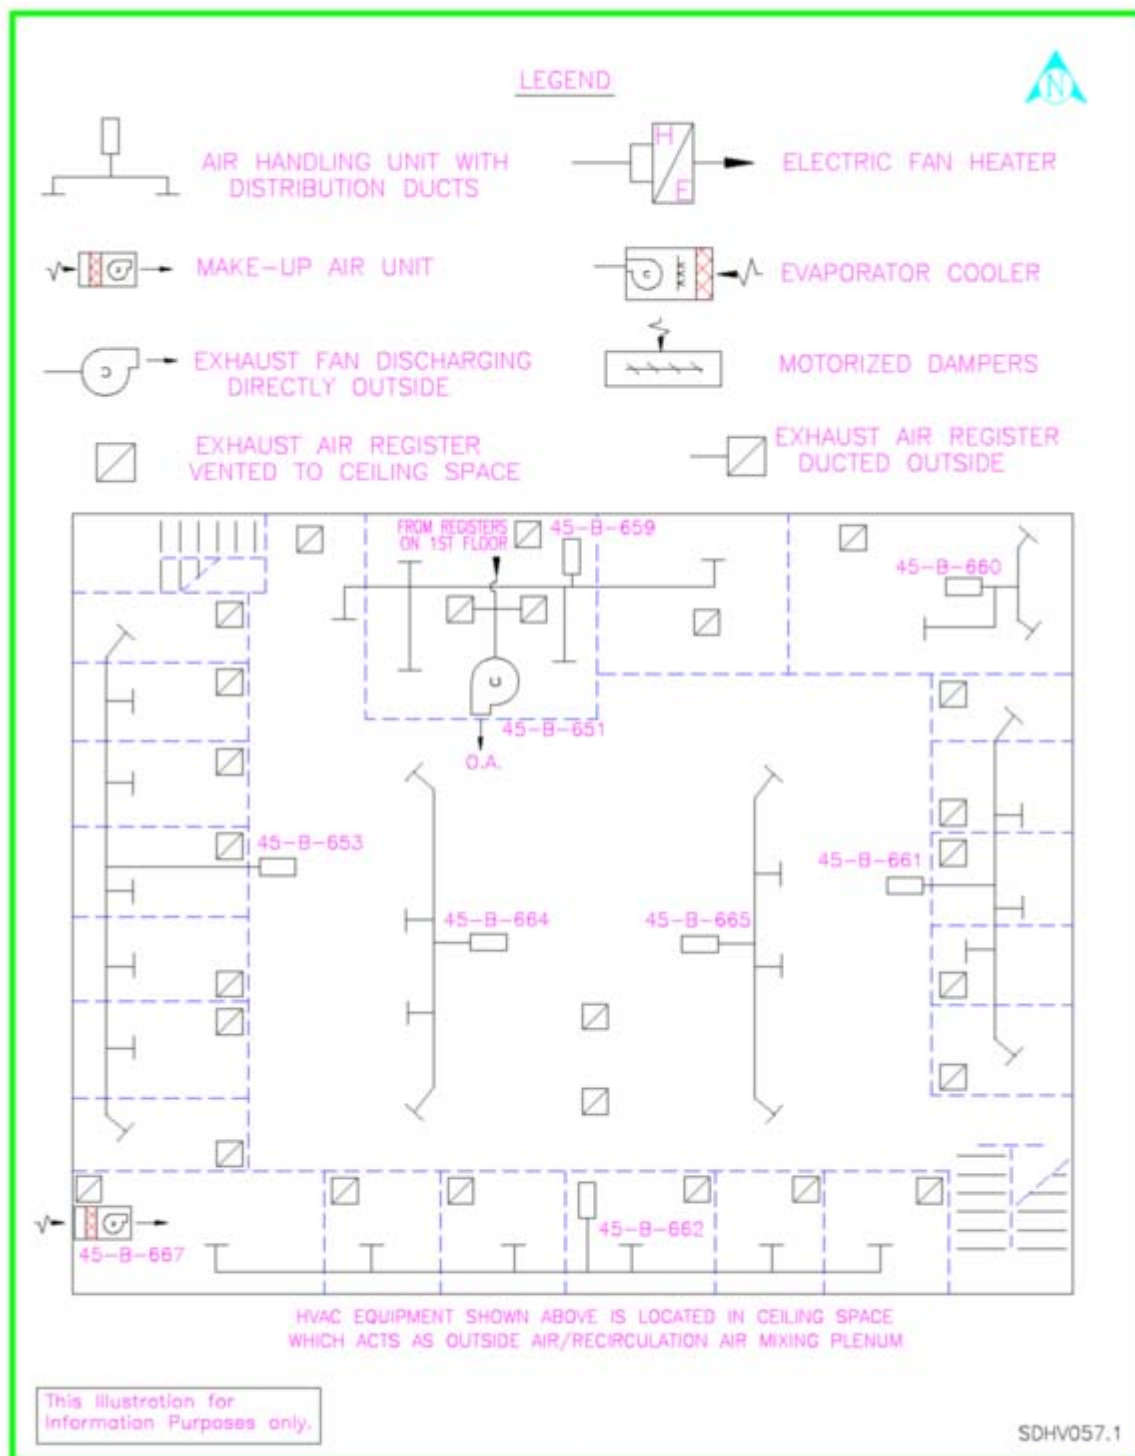 LEGEND
N
AIR HANDLING UNIT WITH
DISTRIBUTION DUCTS
H
E
ELECTRIC FAN HEATER
MAKE-UP AIR UNIT
EVAPORATOR COOLER
EXHAUST FAN DISCHARGING
DIRECTLY OUTSIDE
MOTORIZED DAMPERS
EXHAUST AIR REGISTER
VENTED TO CEILING SPACE
EXHAUST AIR REGISTER
DUCTED OUTSIDE
FROM REGISTERS
ON 1ST FLOOR
45-B-659
45-B-660
45-B-651
O.A.
45-B-653
45-B-661
45-B-664
45-B-665
45-B-662
45-B-667
HVAC EQUIPMENT SHOWN ABOVE IS LOCATED IN CEILING SPACE
WHICH ACTS AS OUTSIDE AIR/RECIRCULATION AIR MIXING PLENUM
This Illustration for
Information Purposes only.
SDHV057.1